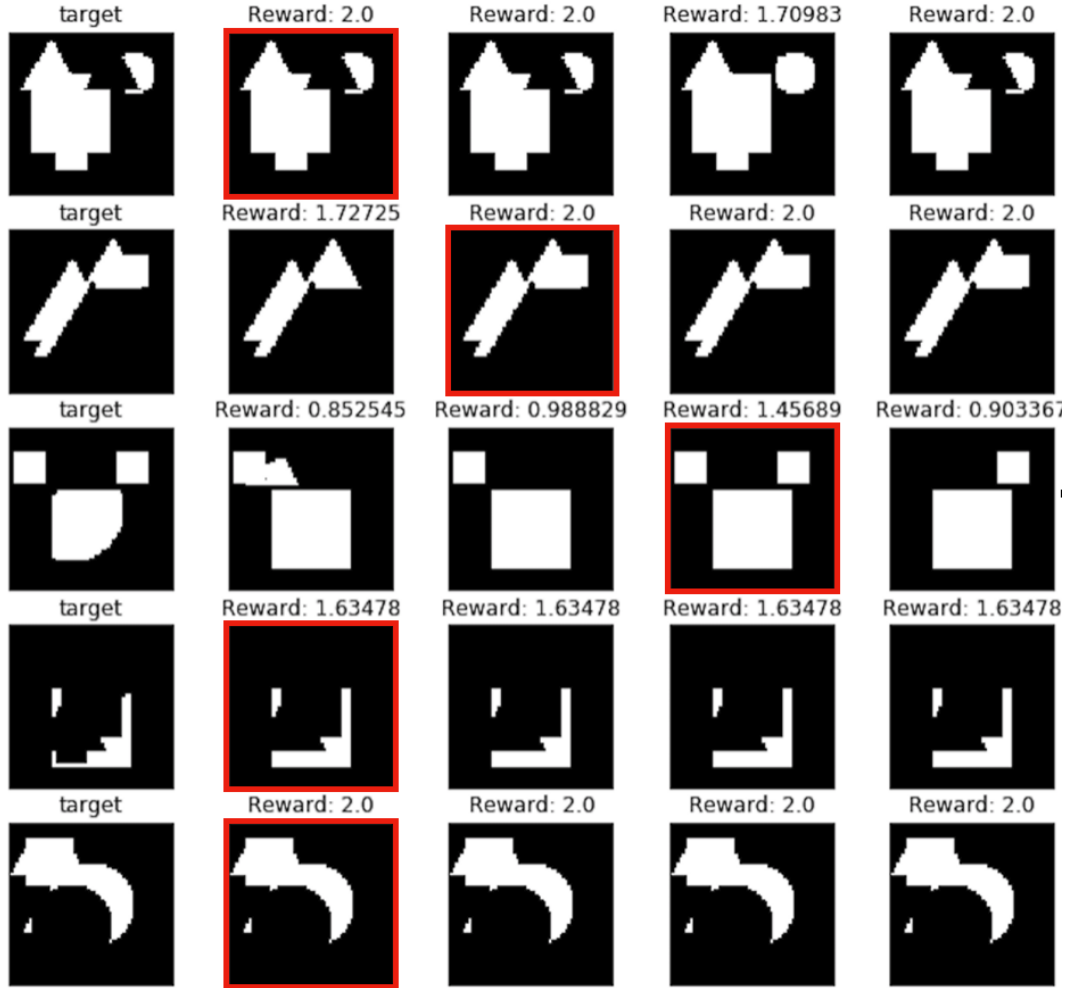 target Reward: 2.0 Reward: 2.0 Reward: 1.70983 Reward: 2.0
target Reward: 1.72725 Reward: 2.0 Reward: 2.0 Reward: 2.0
target Reward: 0.852545 Reward: 0.988829 Reward: 1.45689 Reward: 0.903367
target Reward: 1.63478 Reward: 1.63478 Reward: 1.63478 Reward: 1.63478
target Reward: 2.0 Reward: 2.0 Reward: 2.0 Reward: 2.0